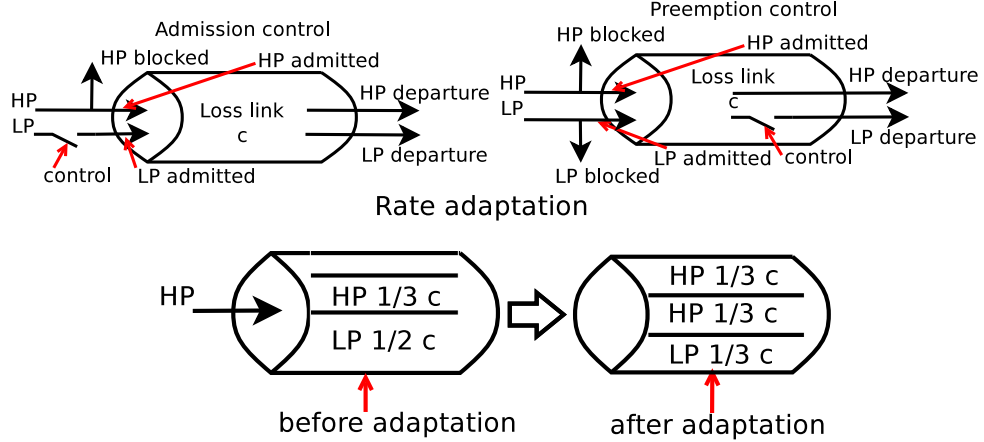 Admission control
HP blocked
HP admitted
HP
LP
Loss link
c
HP departure
LP departure
control
LP admitted
Preemption control
HP blocked
HP admitted
HP
LP
Loss link
c
HP departure
LP departure
LP admitted
control
LP blocked
Rate adaptation
HP
HP 1/3 c
LP 1/2 c
before adaptation
HP 1/3 c
HP 1/3 c
LP 1/3 c
after adaptation